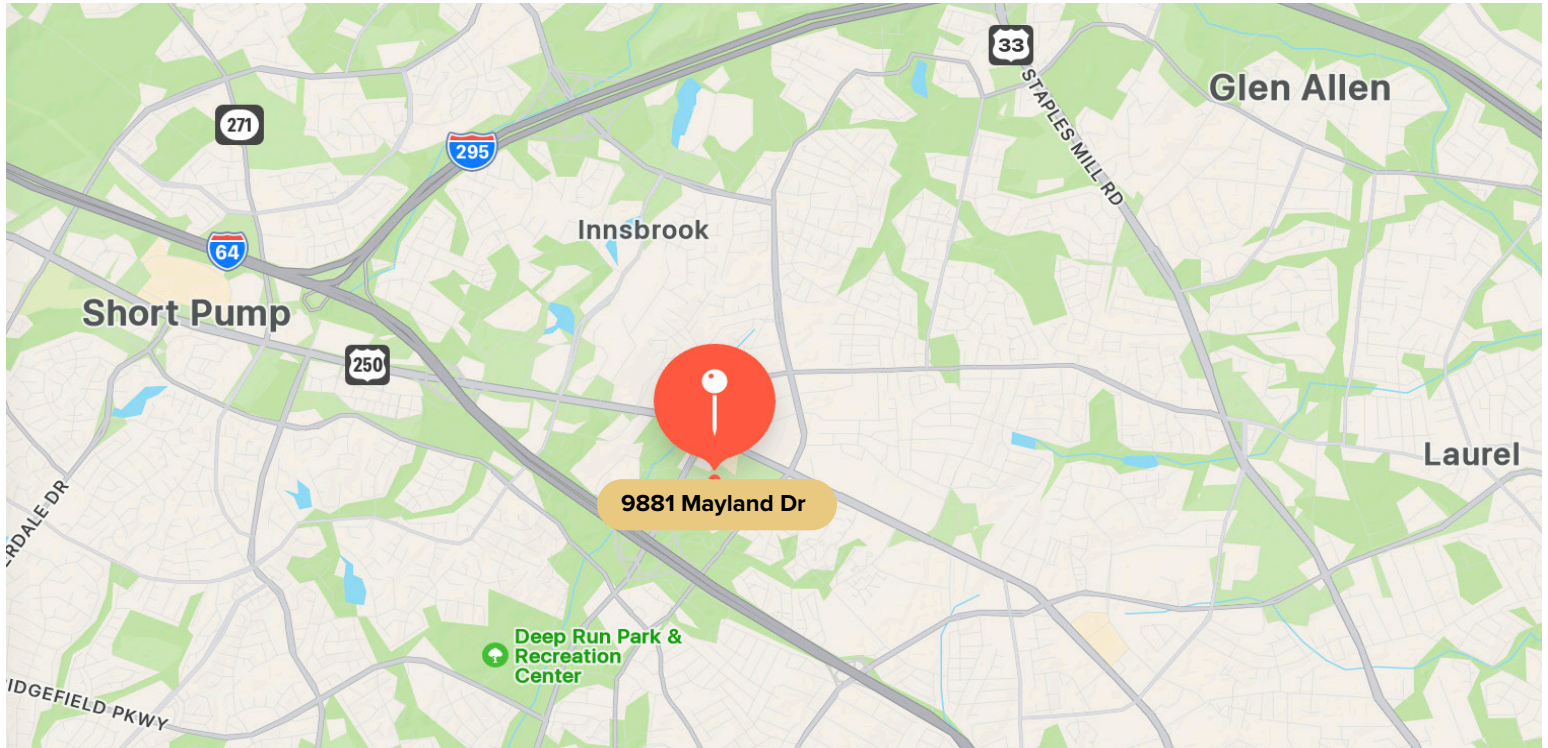 33
Glen Allen
STAPLES MILL RD
271
295
Innsbrook
64
Short Pump
250
9881 Mayland Dr
Laurel
ERDALE DR
Deep Run Park &
Recreation
Center
IDGEFIELD PKWY